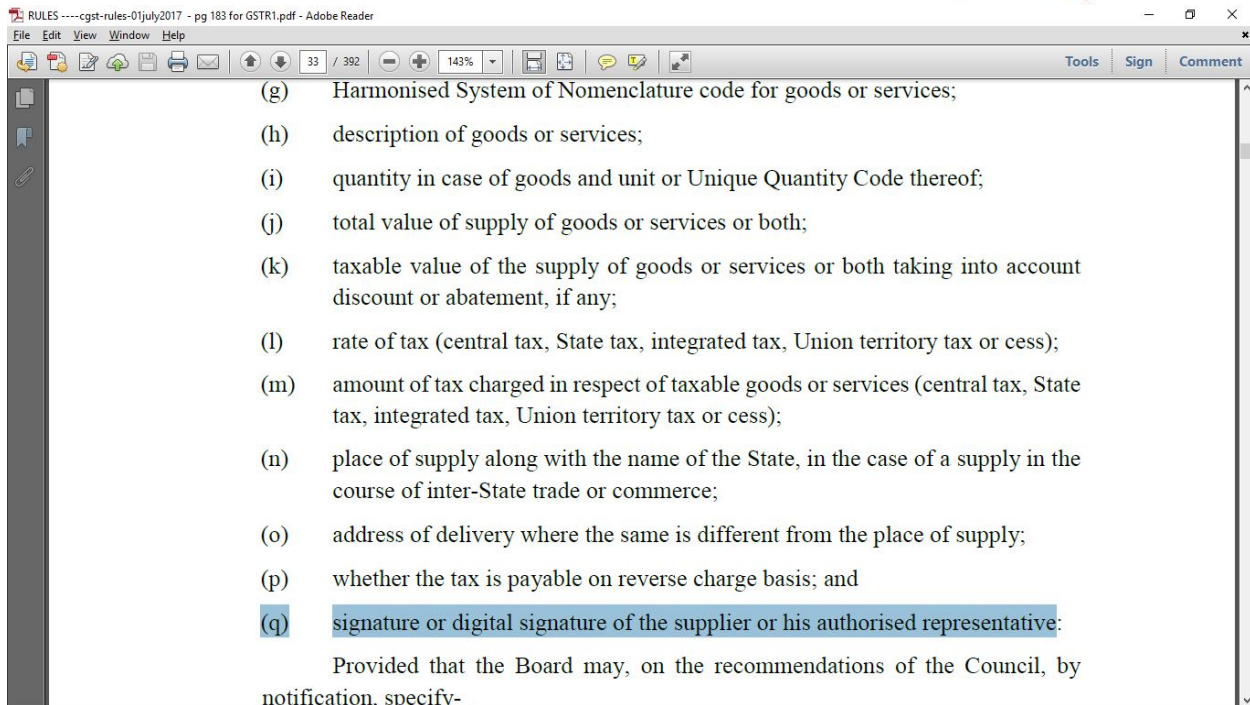 RULES ----cgst-rules-01july2017 - pg 183 for GSTR1.pdf - Adobe Reader
File Edit View Window Help
33 / 392 143% Tools Sign Comment
(g) Harmonised System of Nomenclature code for goods or services;
(h) description of goods or services;
(i) quantity in case of goods and unit or Unique Quantity Code thereof;
(j) total value of supply of goods or services or both;
(k) taxable value of the supply of goods or services or both taking into account
discount or abatement, if any;
(l) rate of tax (central tax, State tax, integrated tax, Union territory tax or cess);
(m) amount of tax charged in respect of taxable goods or services (central tax, State
tax, integrated tax, Union territory tax or cess);
(n) place of supply along with the name of the State, in the case of a supply in the
course of inter-State trade or commerce;
(o) address of delivery where the same is different from the place of supply;
(p) whether the tax is payable on reverse charge basis; and
(q) signature or digital signature of the supplier or his authorised representative:
Provided that the Board may, on the recommendations of the Council, by
notification, specify-